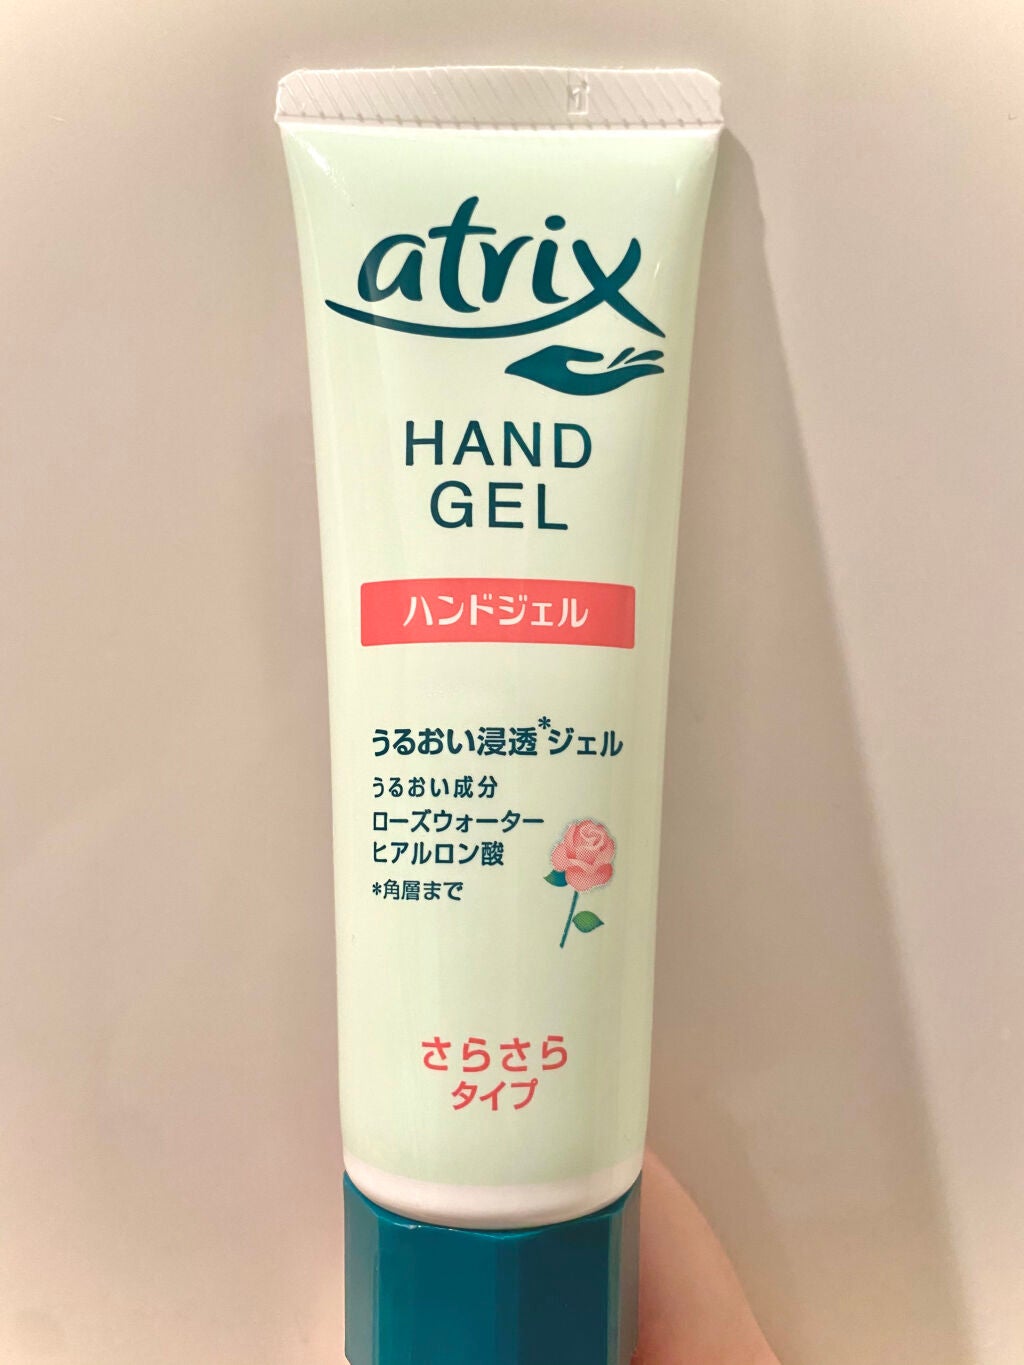 1
atrix
HAND
GEL
ハンドジェル
うるおい浸透*ジェル
うるおい成分
ローズウォーター
ヒアルロン酸
*角層まで
さらさら
タイプ